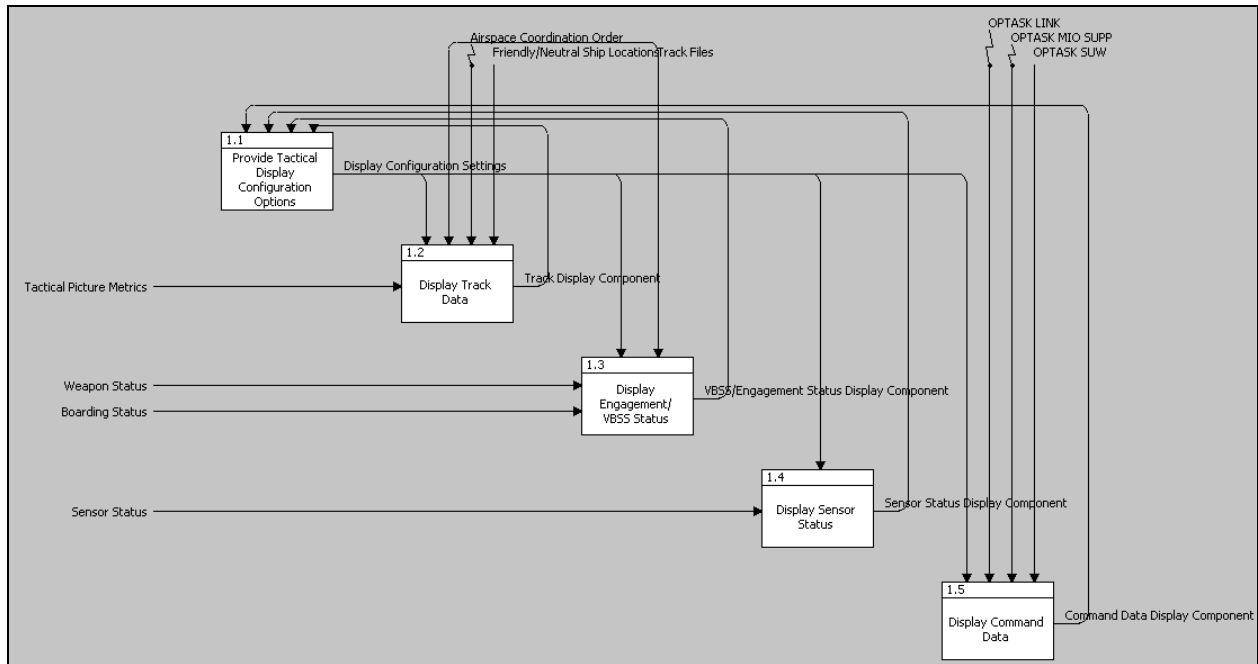 OPTASK LINK
Airspace Coordination Order
OPTASK MIO SUPP
Friendly/Neutral Ship Locations
Track Files
OPTASK SUW
1.1
Provide Tactical
Display
Configuration
Options
Display Configuration Settings
1.2
Display Track
Data
Track Display Component
Tactical Picture Metrics
1.3
Display
Engagement/
VBSS Status
VBSS/Engagement Status Display Component
Weapon Status
Boarding Status
1.4
Display Sensor
Status
Sensor Status Display Component
Sensor Status
1.5
Display Command
Data
Command Data Display Component